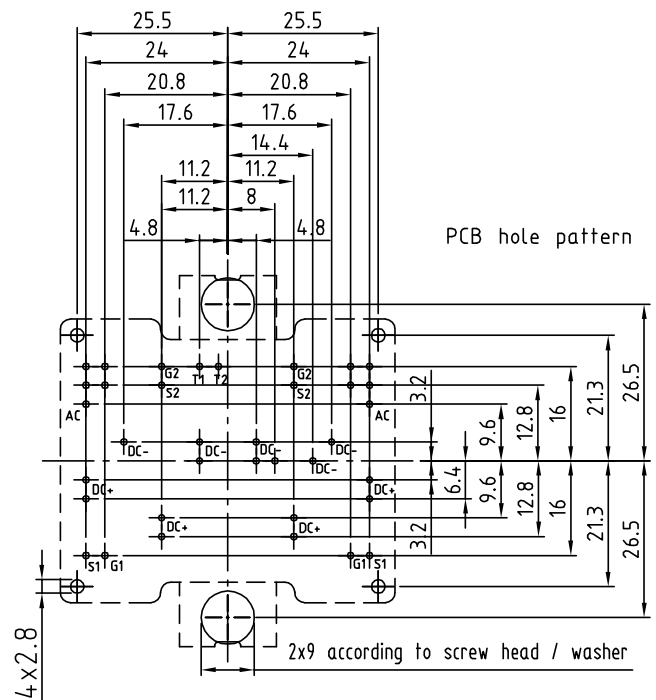 25.5 25.5
24 24
20.8 20.8
17.6 17.6
14.4
11.2 11.2
11.2 8
4.8 4.8
PCB hole pattern
G2 T1 T2 G2
S2 S2
AC AC
3.2
9.6
12.8
16
21.3
26.5
DC- DC- DC- DC-
DC-
DC+ DC+
6.4
9.6
12.8
16
21.3
26.5
3.2
DC+ DC+
S1 G1 G1 S1
4x2.8
2x9 according to screw head / washer